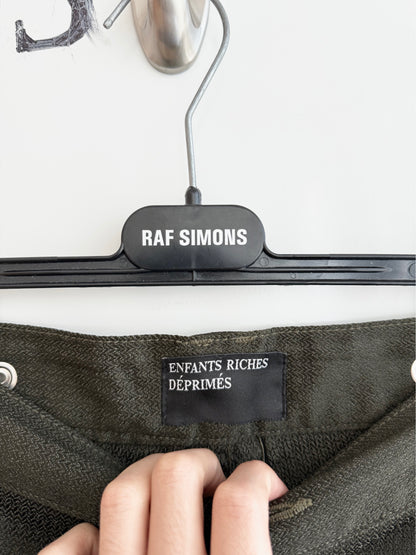 RAF SIMONS
ENFANTS RICHES
DÉPRIMÉS